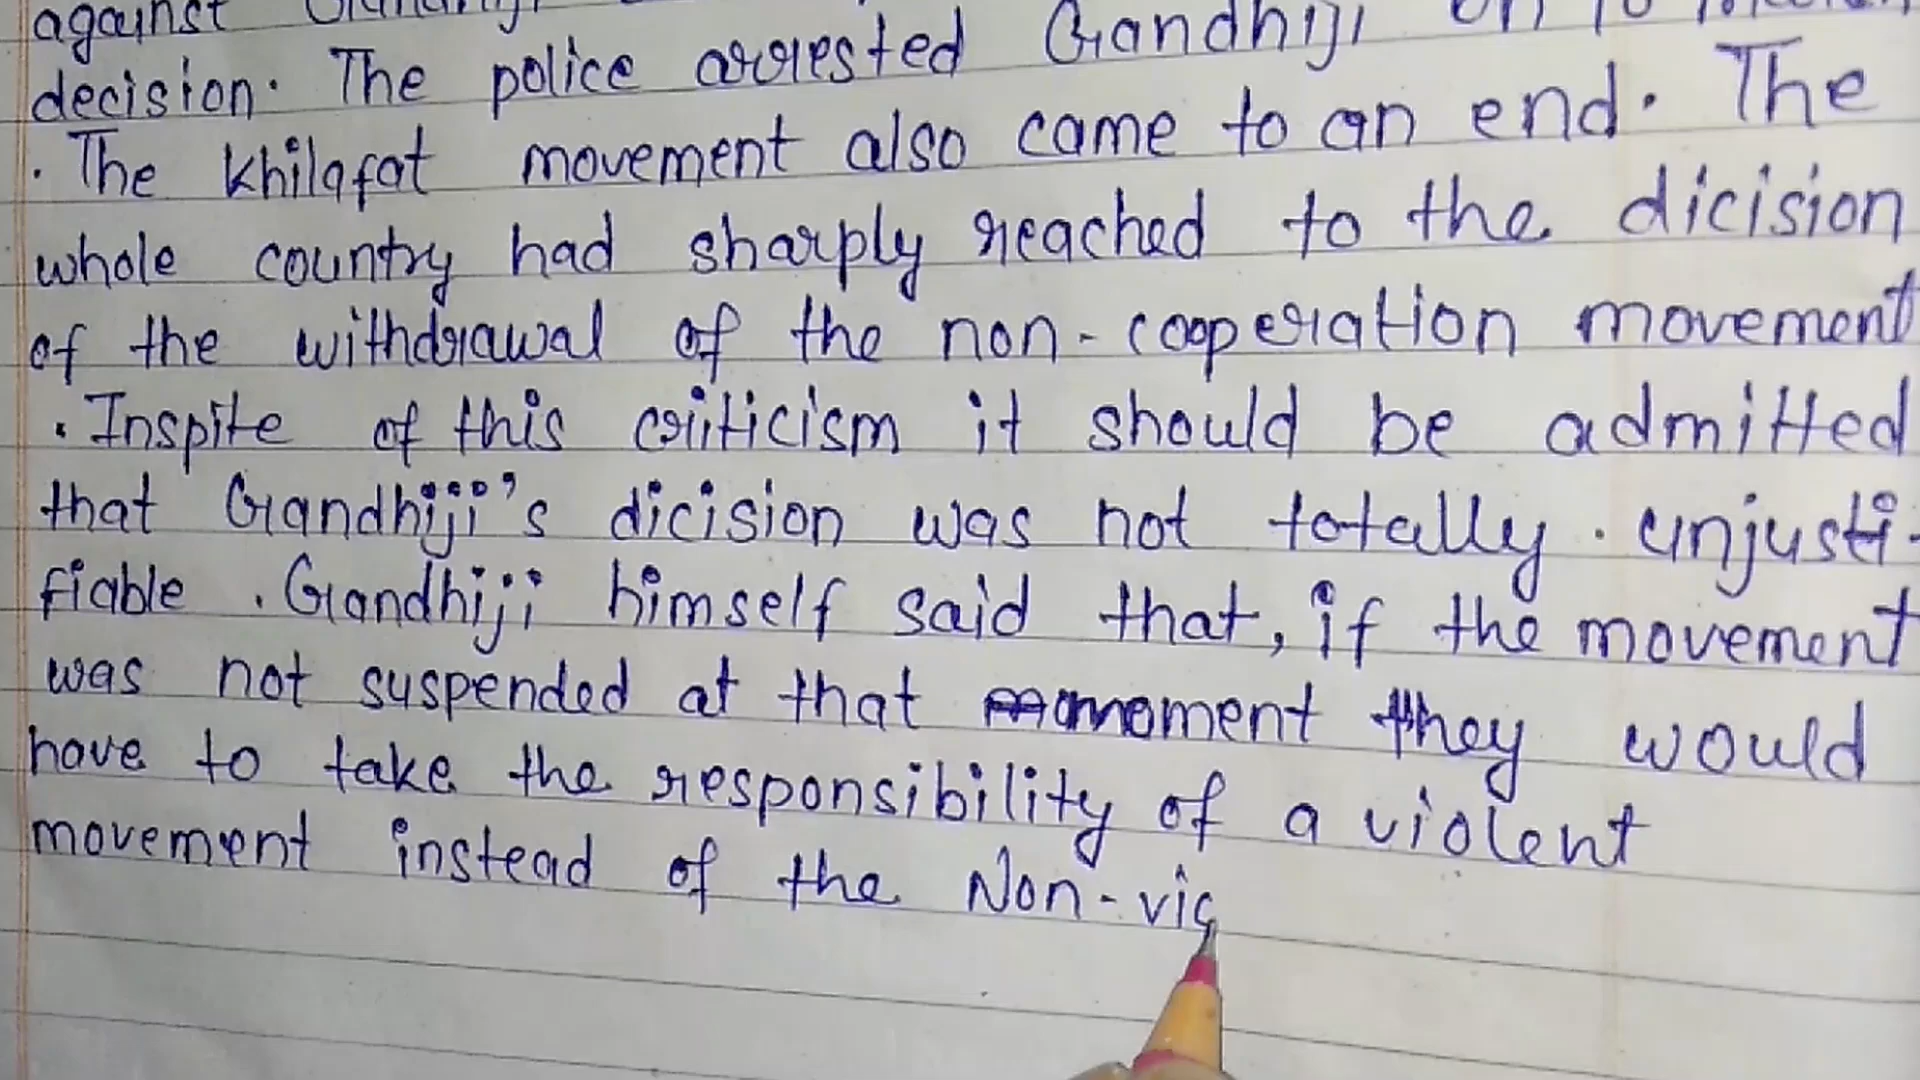 against
decision. The police arrested Gandhiji on 10
. The Khilafat movement also came to an end. The
whole country had sharply reached to the dicision
of the withdrawal of the non-cooperation movement
. Inspite of this criticism it should be admitted
that Gandhiji's dicision was not totally . unjusti-
fiable . Gandhiji himself said that, if the movement
was not suspended at that moment they would
have to take the responsibility of a violent
movement instead of the Non-vio